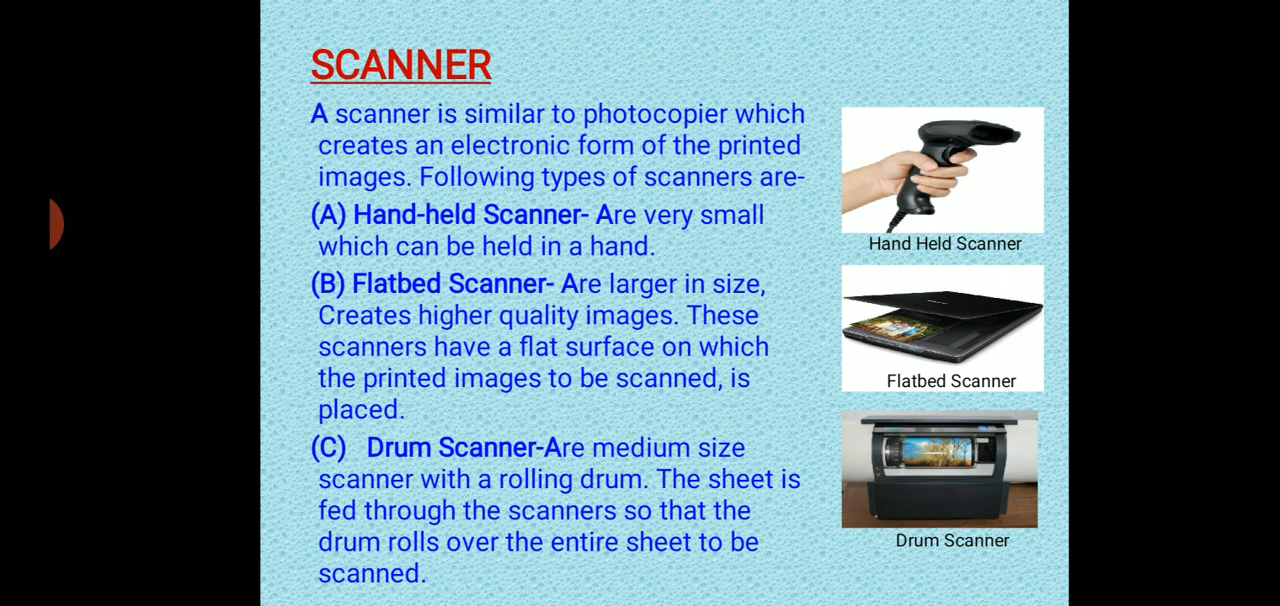 SCANNER
A scanner is similar to photocopier which
creates an electronic form of the printed
images. Following types of scanners are-
(A) Hand-held Scanner- Are very small
which can be held in a hand.
(B) Flatbed Scanner- Are larger in size,
Creates higher quality images. These
scanners have a flat surface on which
the printed images to be scanned, is
placed.
(C) Drum Scanner-Are medium size
scanner with a rolling drum. The sheet is
fed through the scanners so that the
drum rolls over the entire sheet to be
scanned.
Hand Held Scanner
Flatbed Scanner
Drum Scanner